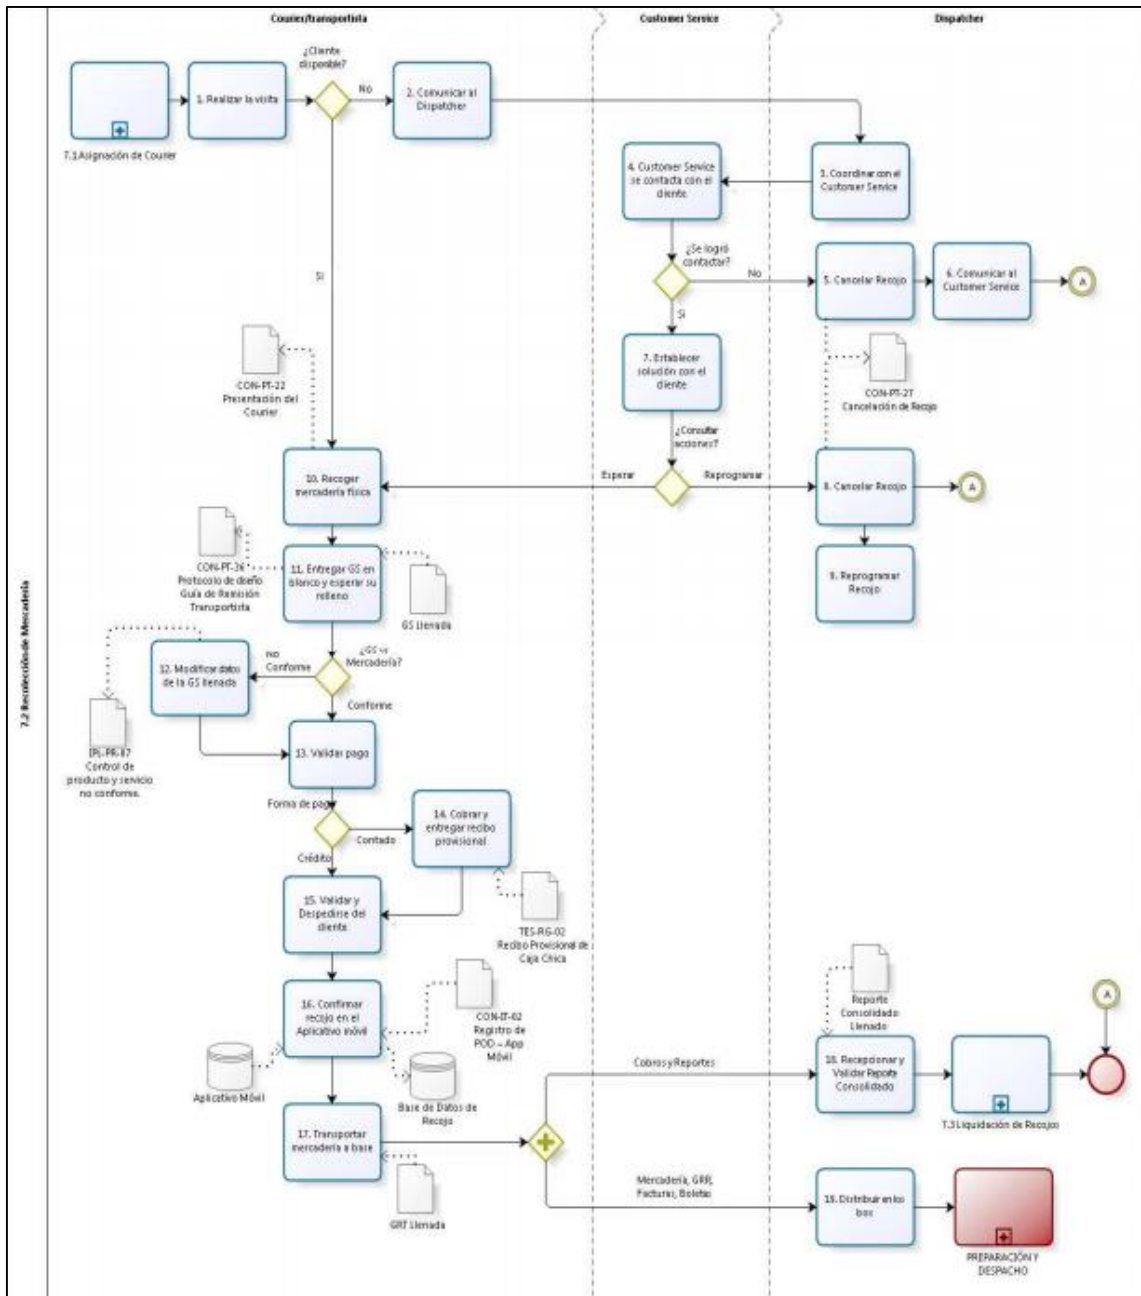 Courier/transportista
Customer Service
Dispatcher
7.2 Recolección de Mercadería
¿Cliente
disponible?
1. Realizar la visita
No
2. Comunicar al
Dispatcher
7.1 Asignación de Courier
4. Customer Service
se contacta con el
cliente
3. Coordinar con el
Customer Service
¿Se logró
contactar?
Si
No
5. Cancelar Recojo
6. Comunicar al
Customer Service
A
Si
7. Establecer
solución con el
cliente
CON-PT-22
Presentación del
Courier
CON-PT-27
Cancelación de Recojo
¿Consultar
acciones?
10. Recoger
mercadería física
Esperar
Reprogramar
8. Cancelar Recojo
A
CON-PT-36
Protocolo de diseño
Guía de Remisión
Transportista
11. Entregar GS en
blanco y esperar su
relleno
GS Llenada
9. Reprogramar
Recojo
12. Modificar datos
de la GS llenada
No
Conforme
¿GS vs
Mercadería?
Conforme
Control de
producto y servicio
no conforme.
13. Validar pago
Forma de pago
Contado
14. Cobrar y
entregar recibo
provisional
Crédito
15. Validar y
Despedirse del
cliente
TES-RG-02
Recibo Provisional de
Caja Chica
16. Confirmar
recojo en el
Aplicativo móvil
CON-IT-02
Registro de
POD – App
Móvil
Reporte
Consolidado
Llenado
A
Aplicativo Móvil
Base de Datos de
Recojo
Cobros y Reportes
18. Recepcionar y
Validar Reporte
Consolidado
7.3 Liquidación de Recojos
17. Transportar
mercadería a base
GRT Llenada
Mercadería, GRR,
Facturas, Boletas
19. Distribuir en los
box
PREPARACIÓN Y
DESPACHO